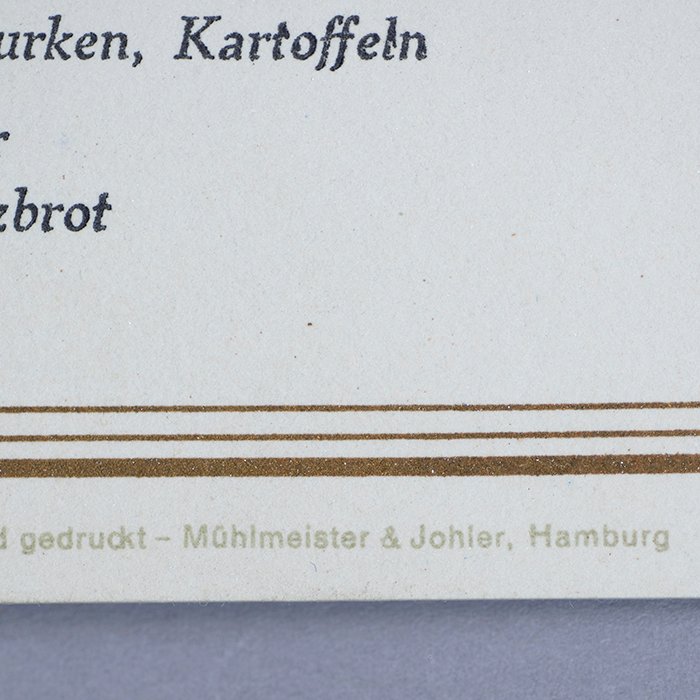 urken, Kartoffeln
r
zbrot
d gedruckt – Mühlmeister & Johler, Hamburg